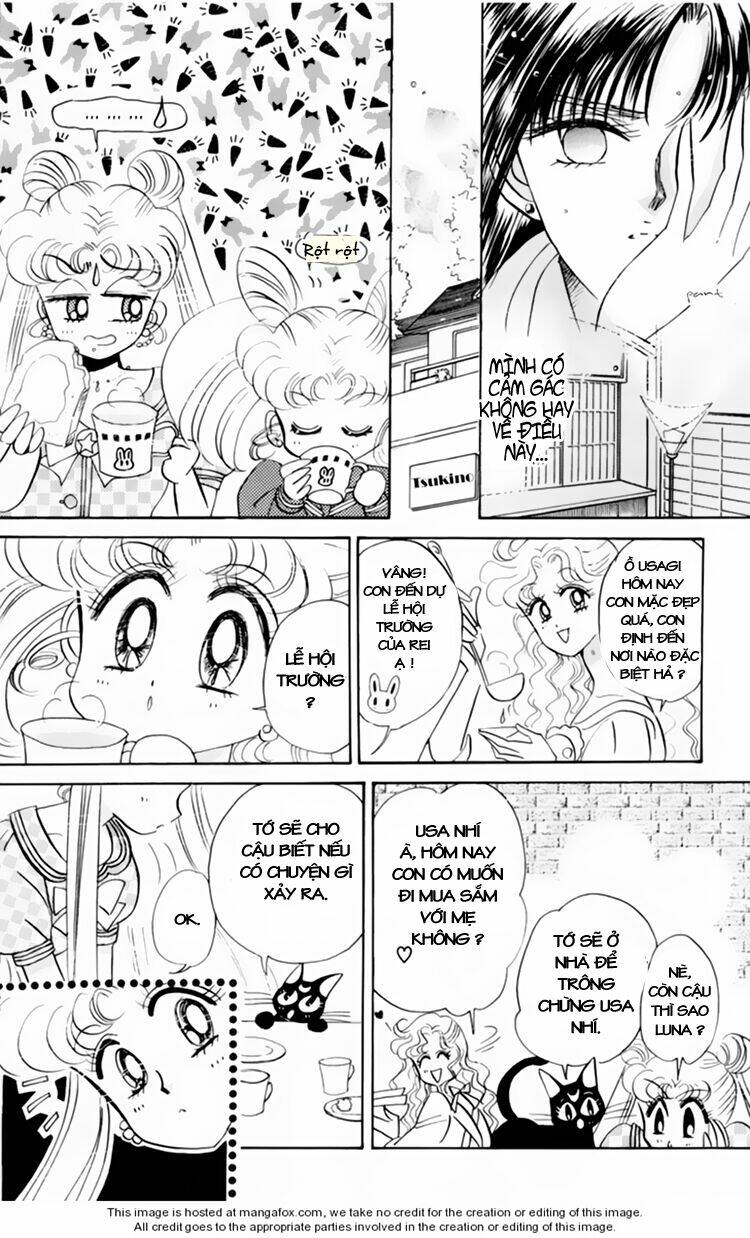 pant
MÌNH CÓ
CẢM GÁC
KHÔNG HAY
VỀ ĐIỀU
NÀY...
Tsukino
... ... ...
Rột rột
Ồ USAGI
HÔM NAY
CON MẶC ĐẸP
QUÁ, CON
ĐỊNH ĐẾN
NƠI NÀO ĐẶC
BIỆT HẢ ?
VÂNG!
CON ĐẾN DỰ
LỄ HỘI
TRƯỜNG
CỦA REI
Ạ !
LỄ HỘI
TRƯỜNG
?
NÈ,
CÒN CẬU
THÌ SAO
LUNA ?
TỚ SẼ Ở
NHÀ ĐỂ
TRÔNG
CHỪNG USA
NHÍ.
USA NHÍ
À, HÔM NAY
CON CÓ MUỐN
ĐI MUA SẮM
VỚI MẸ
KHÔNG ?
♥
TỚ SẼ CHO
CẬU BIẾT NẾU
CÓ CHUYỆN GÌ
XẢY RA.
OK.
This image is hosted at mangafox.com, we take no credit for the creation or editing of this image.
All credit goes to the appropriate parties involved in the creation or editing of this image.